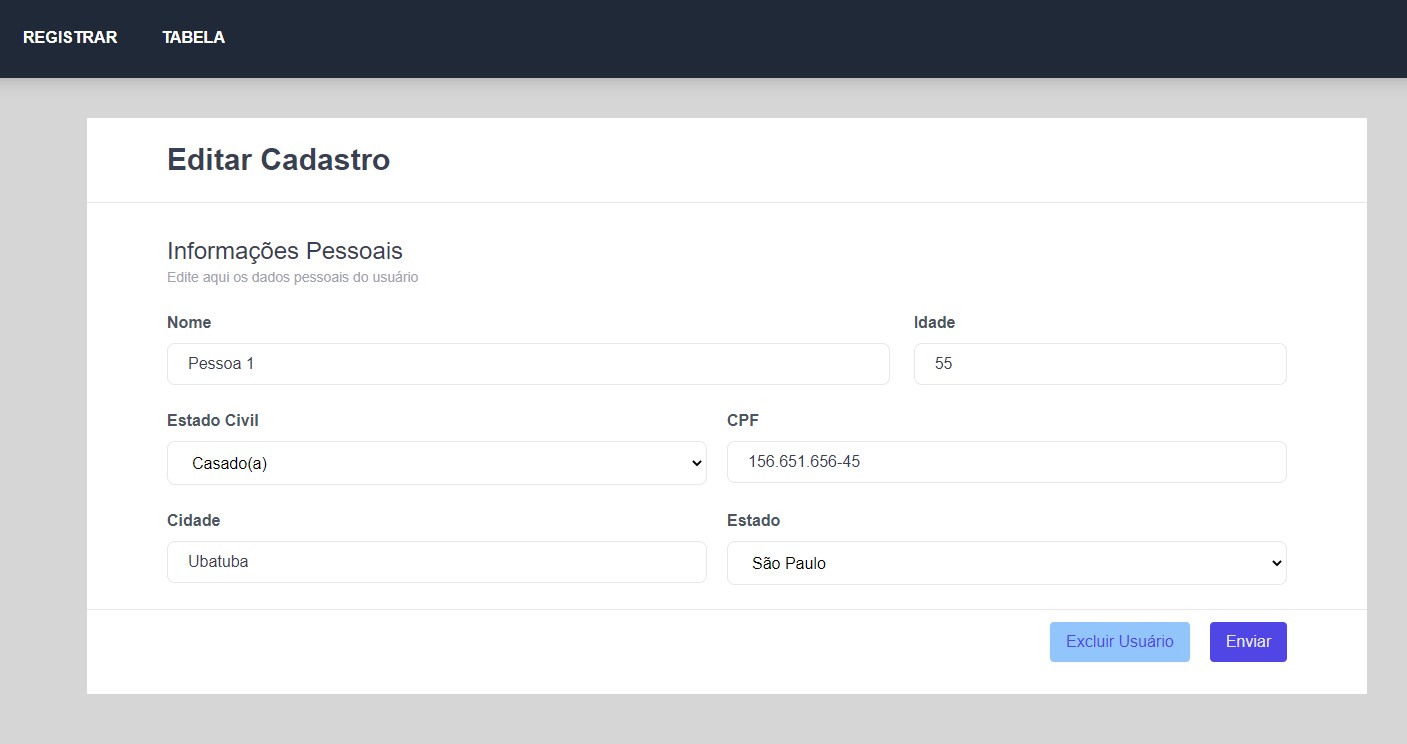 REGISTRAR TABELA
Editar Cadastro
Informações Pessoais
Edite aqui os dados pessoais do usuário
Nome Idade
Pessoa 1 55
Estado Civil CPF
Casado(a) 156.651.656-45
Cidade Estado
Ubatuba São Paulo
Excluir Usuário Enviar